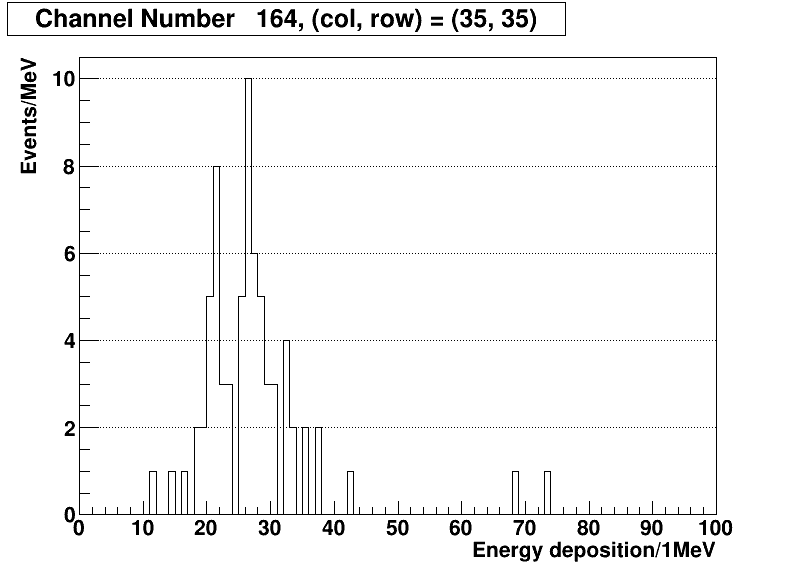 Channel Number 164, (col, row) = (35, 35)
Events/MeV
10
8
6
4
2
0
0 10 20 30 40 50 60 70 80 90 100
Energy deposition/1MeV